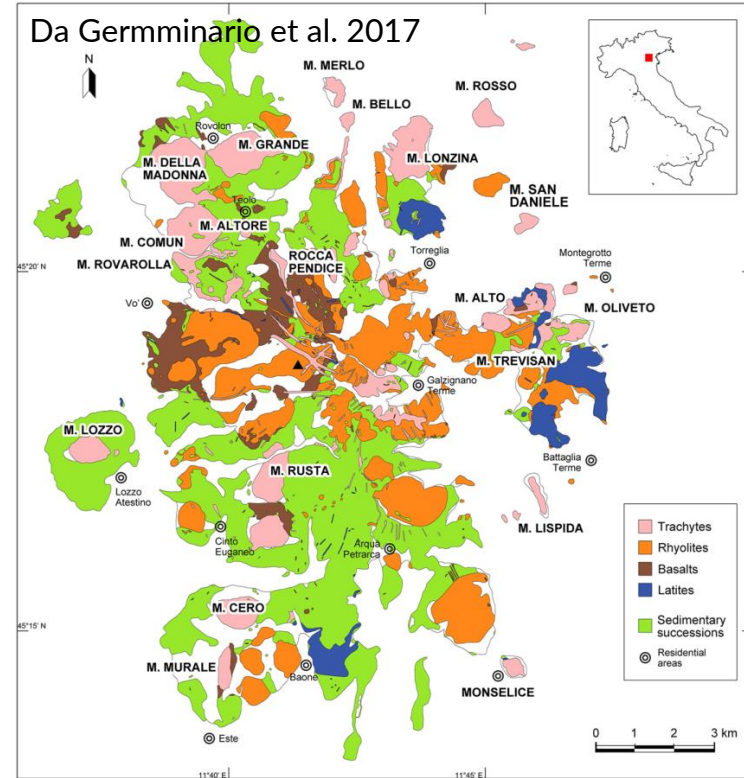 Da Germminario et al. 2017
N
M. MERLO
M. BELLO
M. ROSSO
Rovolon
M. GRANDE
M. LONZINA
M. DELLA
MADONNA
M. SAN
DANIELE
Teolo
M. ALTORE
M. COMUN
ROCCA
PENDICE
Torreglia
Montegrotto
Terme
M. ROVAROLLA
45°20'
Vo'
M. ALTO
M. OLIVETO
M. TREVISAN
Galzignano
Terme
M. LOZZO
Battaglia
Terme
M. RUSTA
Lozzo
Atestino
M. LISPIDA
Cinto
Euganeo
Arquà
Petrarca
Trachytes
Rhyolites
Basalts
Latites
Sedimentary
successions
Residential
areas
M. CERO
45°15' N
M. MURALE
Baone
MONSELICE
Este
0 1 2 3 km
11°40' E
11°45'